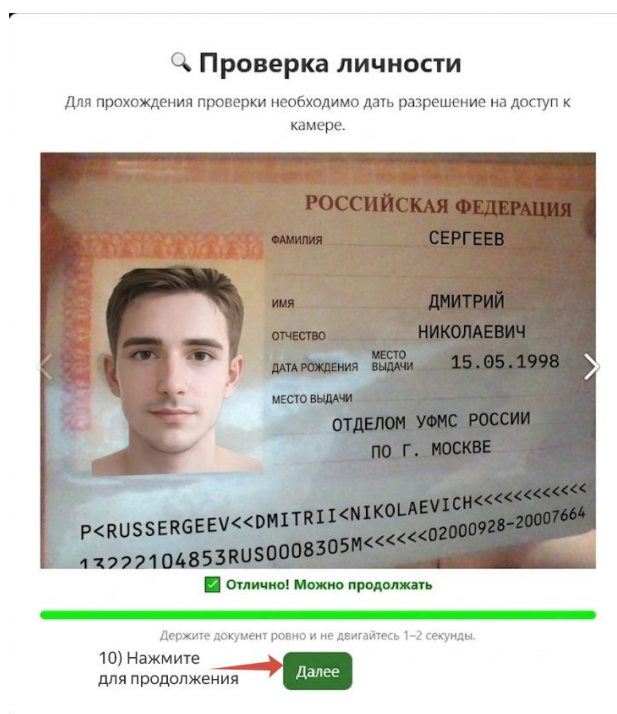 Проверка личности
Для прохождения проверки необходимо дать разрешение на доступ к
камере.
РОССИЙСКАЯ ФЕДЕРАЦИЯ
ФАМИЛИЯ СЕРГЕЕВ
ИМЯ ДМИТРИЙ
ОТЧЕСТВО НИКОЛАЕВИЧ
ДАТА РОЖДЕНИЯ МЕСТО ВЫДАЧИ 15.05.1998
МЕСТО ВЫДАЧИ
ОТДЕЛОМ УФМС РОССИИ
ПО Г. МОСКВЕ
P<RUSSERGEEV<<DMITRII<NIKOLAEVICH<<<<<<<<<<<<
13222104853RUS0008305M<<<<<<02000928-20007664
Отлично! Можно продолжать
Держите документ ровно и не двигайтесь 1–2 секунды.
10) Нажмите
для продолжения
Далее